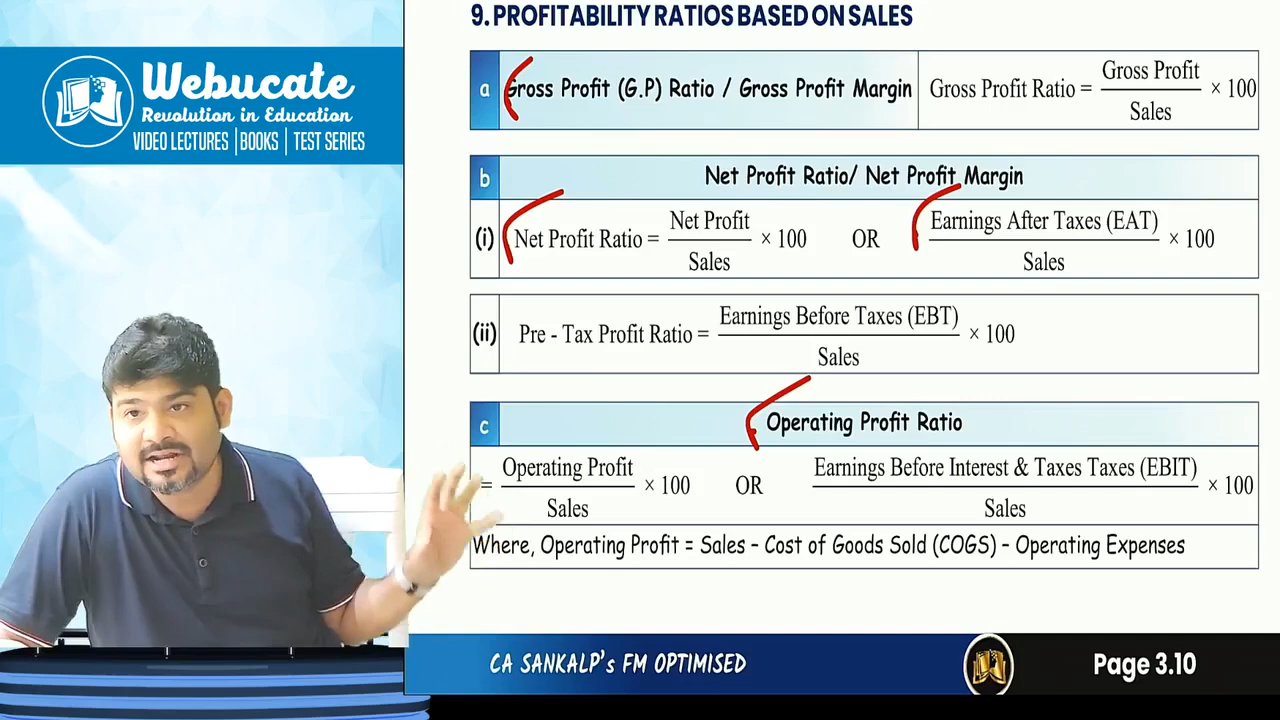 9. PROFITABILITY RATIOS BASED ON SALES
Webucate
Revolution in Education
VIDEO LECTURES | BOOKS | TEST SERIES
a Gross Profit (G.P) Ratio / Gross Profit Margin Gross Profit Ratio = Gross Profit / Sales × 100
b Net Profit Ratio/ Net Profit Margin
(i) Net Profit Ratio = Net Profit / Sales × 100 OR Earnings After Taxes (EAT) / Sales × 100
(ii) Pre - Tax Profit Ratio = Earnings Before Taxes (EBT) / Sales × 100
c Operating Profit Ratio
= Operating Profit / Sales × 100 OR Earnings Before Interest & Taxes Taxes (EBIT) / Sales × 100
Where, Operating Profit = Sales – Cost of Goods Sold (COGS) – Operating Expenses
CA SANKALP's FM OPTIMISED
Page 3.10